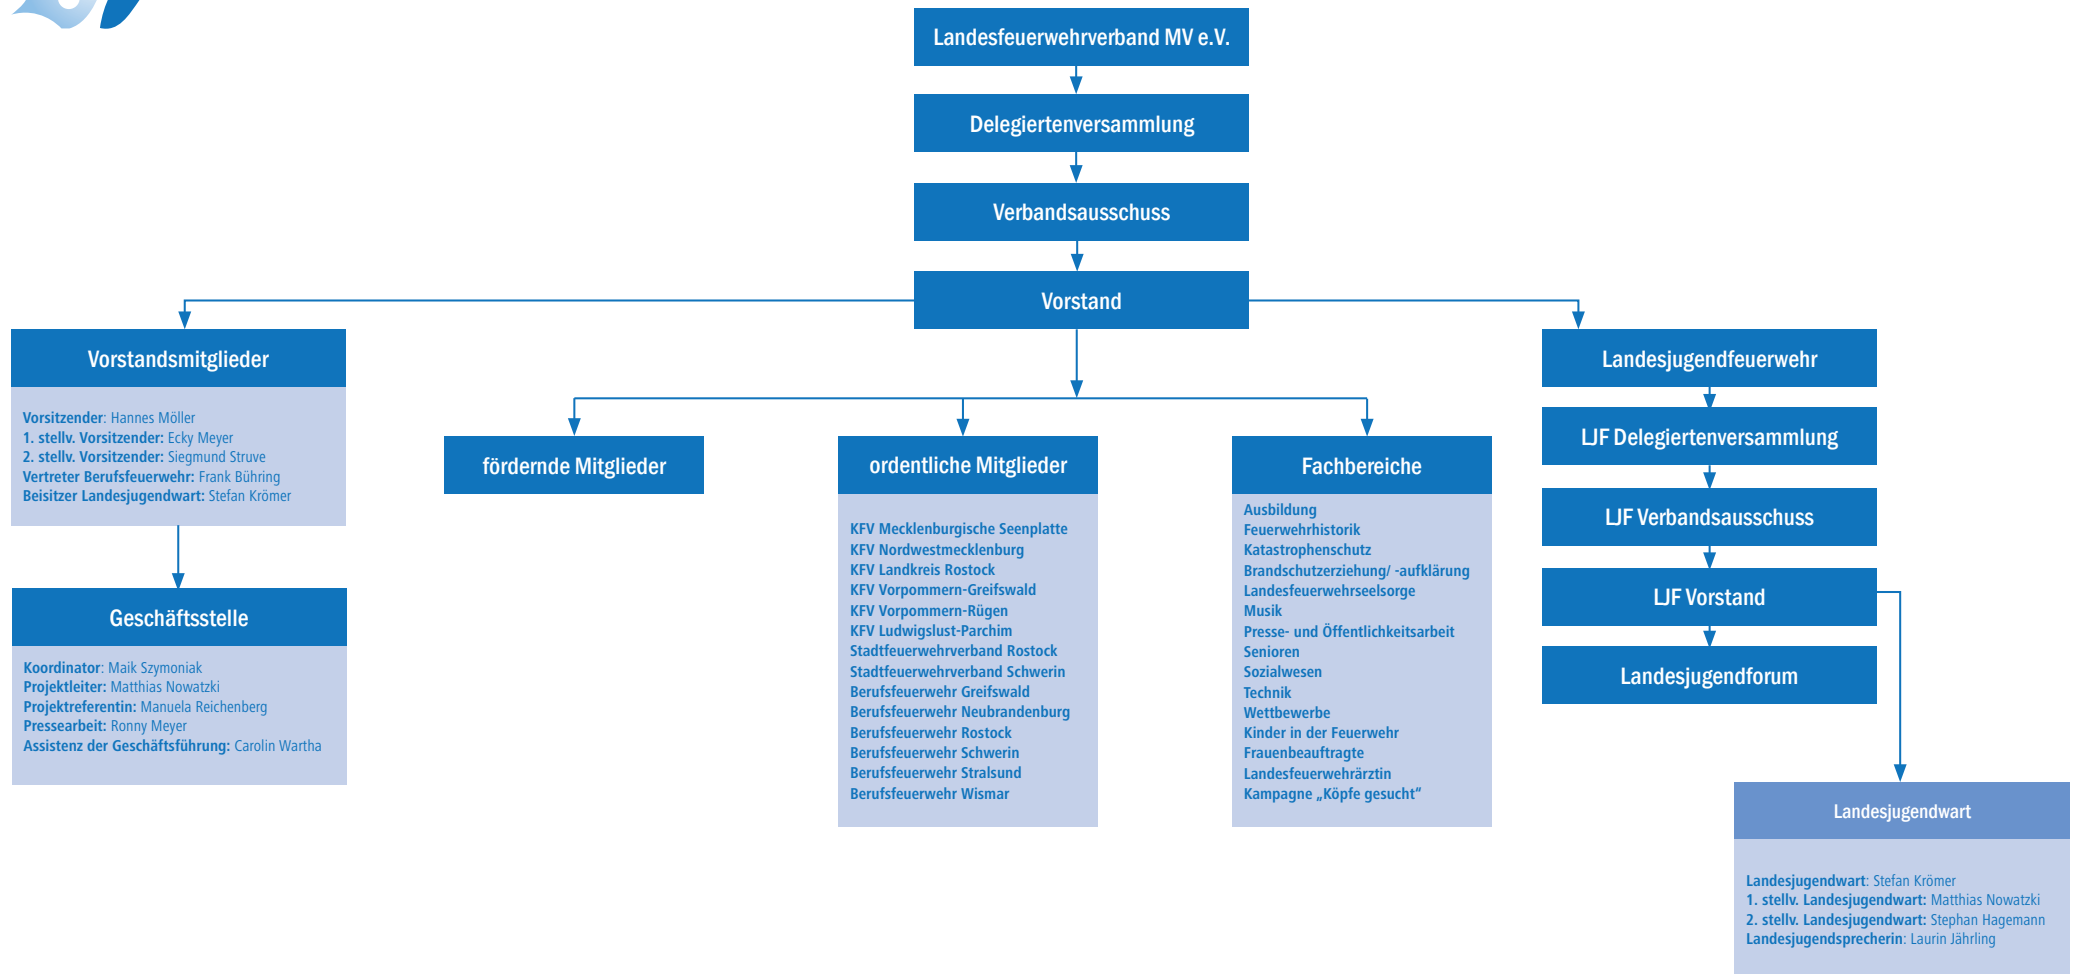 Landesfeuerwehrverband MV e.V.
Delegiertenversammlung
Verbandsausschuss
Vorstand
Vorstandsmitglieder
Vorsitzender: Hannes Möller
1. stellv. Vorsitzender: Ecky Meyer
2. stellv. Vorsitzender: Siegmund Struve
Vertreter Berufsfeuerwehr: Frank Bühring
Beisitzer Landesjugendwart: Stefan Krömer
Geschäftsstelle
Koordinator: Maik Szymoniak
Projektleiter: Matthias Nowatzki
Projektreferentin: Manuela Reichenberg
Pressearbeit: Ronny Meyer
Assistenz der Geschäftsführung: Carolin Wartha
fördernde Mitglieder
ordentliche Mitglieder
KFV Mecklenburgische Seenplatte
KFV Nordwestmecklenburg
KFV Landkreis Rostock
KFV Vorpommern-Greifswald
KFV Vorpommern-Rügen
KFV Ludwigslust-Parchim
Stadtfeuerwehrverband Rostock
Stadtfeuerwehrverband Schwerin
Berufsfeuerwehr Greifswald
Berufsfeuerwehr Neubrandenburg
Berufsfeuerwehr Rostock
Berufsfeuerwehr Schwerin
Berufsfeuerwehr Stralsund
Berufsfeuerwehr Wismar
Fachbereiche
Ausbildung
Feuerwehrhistorik
Katastrophenschutz
Brandschutzerziehung/ -aufklärung
Landesfeuerwehrseelsorge
Musik
Presse- und Öffentlichkeitsarbeit
Senioren
Sozialwesen
Technik
Wettbewerbe
Kinder in der Feuerwehr
Frauenbeauftragte
Landesfeuerwehrärztin
Kampagne „Köpfe gesucht“
Landesjugendfeuerwehr
LJF Delegiertenversammlung
LJF Verbandsausschuss
LJF Vorstand
Landesjugendforum
Landesjugendwart
Landesjugendwart: Stefan Krömer
1. stellv. Landesjugendwart: Matthias Nowatzki
2. stellv. Landesjugendwart: Stephan Hagemann
Landesjugendsprecherin: Laurin Jährling